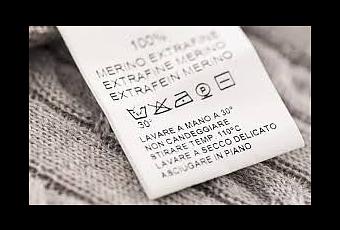 100%
MERINO EXTRAFINE
EXTRAFINE MERINO
EXTRAFEIN MERINO
30°
P
LAVARE A MANO A 30°
NON CANDEGGIARE
STIRARE TEMP.-110°C
LAVARE A SECCO DELICATO
ASCIUGARE IN PIANO